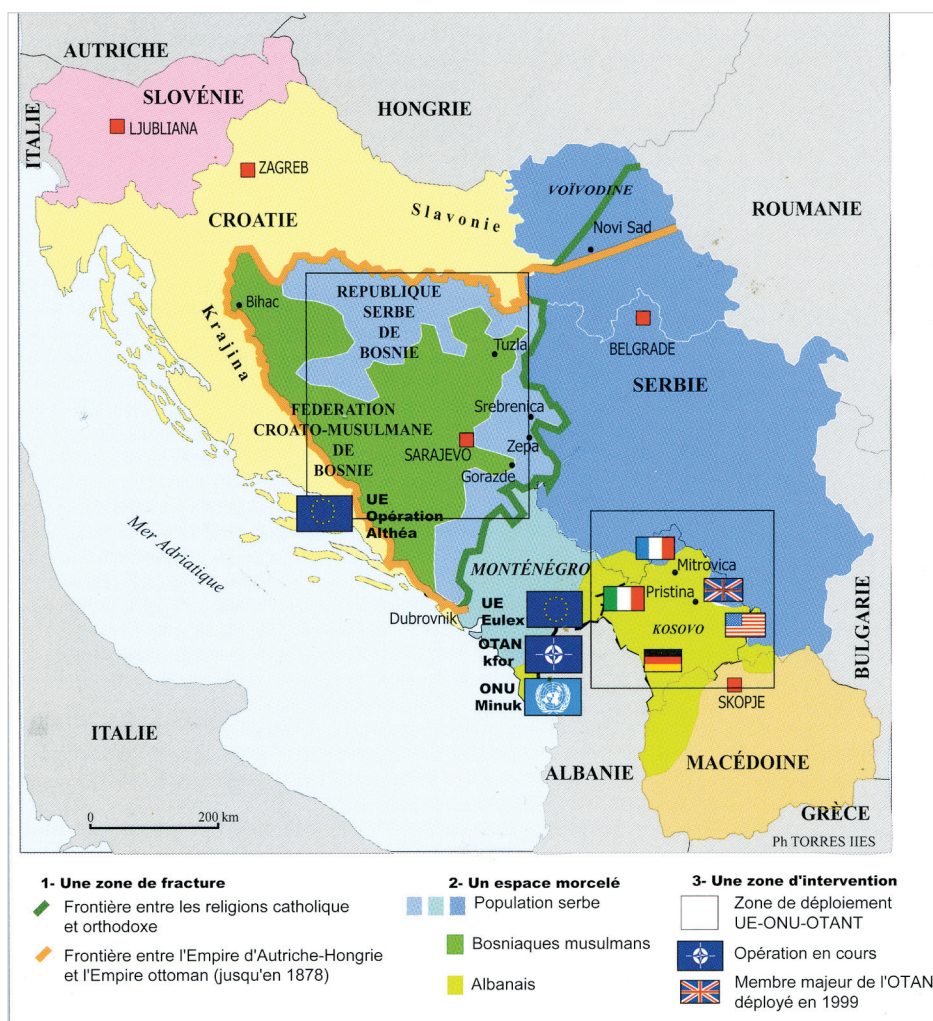 AUTRICHE
SLOVÉNIE
HONGRIE
ITALIE
LJUBLIANA
ZAGREB
CROATIE
Slavonie
VOÏVODINE
ROUMANIE
Novi Sad
Bihac
REPUBLIQUE
SERBE
DE
BOSNIE
Krajina
Tuzla
BELGRADE
SERBIE
FÉDERATION
CROATO-MUSULMANE
DE
BOSNIE
Srebrenica
SARAJEVO
Zepa
Gorazde
UE
Opération
Althéa
Mer Adriatique
MONTÉNÉGRO
Mitrovica
Pristina
KOSOVO
BULGARIE
Dubrovnik
UE
Eulex
OTAN
kfor
ONU
Minuk
SKOPJE
ITALIE
ALBANIE
MACÉDOINE
GRÈCE
0 200 km
Ph TORRES IIES
1- Une zone de fracture
Frontière entre les religions catholique
et orthodoxe
Frontière entre l'Empire d'Autriche-Hongrie
et l'Empire ottoman (jusqu'en 1878)
2- Un espace morcelé
Population serbe
Bosniaques musulmans
Albanais
3- Une zone d'intervention
Zone de déploiement
UE-ONU-OTANT
Opération en cours
Membre majeur de l'OTAN
déployé en 1999